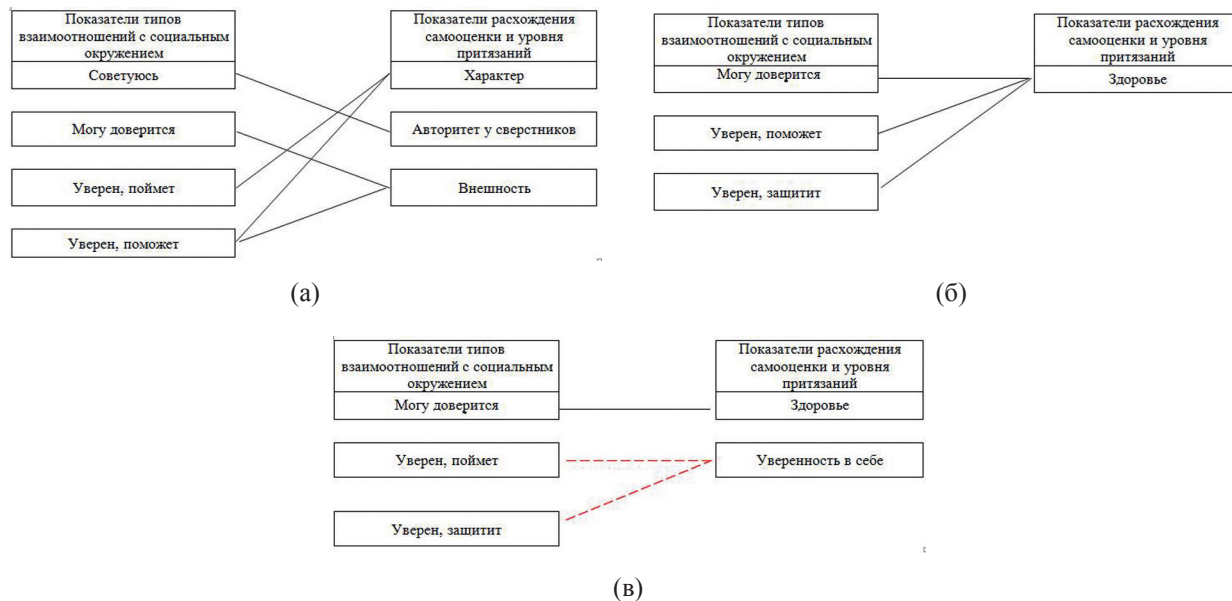 Показатели типов
взаимоотношений с социальным
окружением
Советуюсь
Могу доверится
Уверен, поймет
Уверен, поможет
Показатели расхождения
самооценки и уровня
притязаний
Характер
Авторитет у сверстников
Внешность
(а)
Показатели типов
взаимоотношений с социальным
окружением
Могу доверится
Уверен, поможет
Уверен, защитит
Показатели расхождения
самооценки и уровня
притязаний
Здоровье
(б)
Показатели типов
взаимоотношений с социальным
окружением
Могу доверится
Уверен, поймет
Уверен, защитит
Показатели расхождения
самооценки и уровня
притязаний
Здоровье
Уверенность в себе
(в)